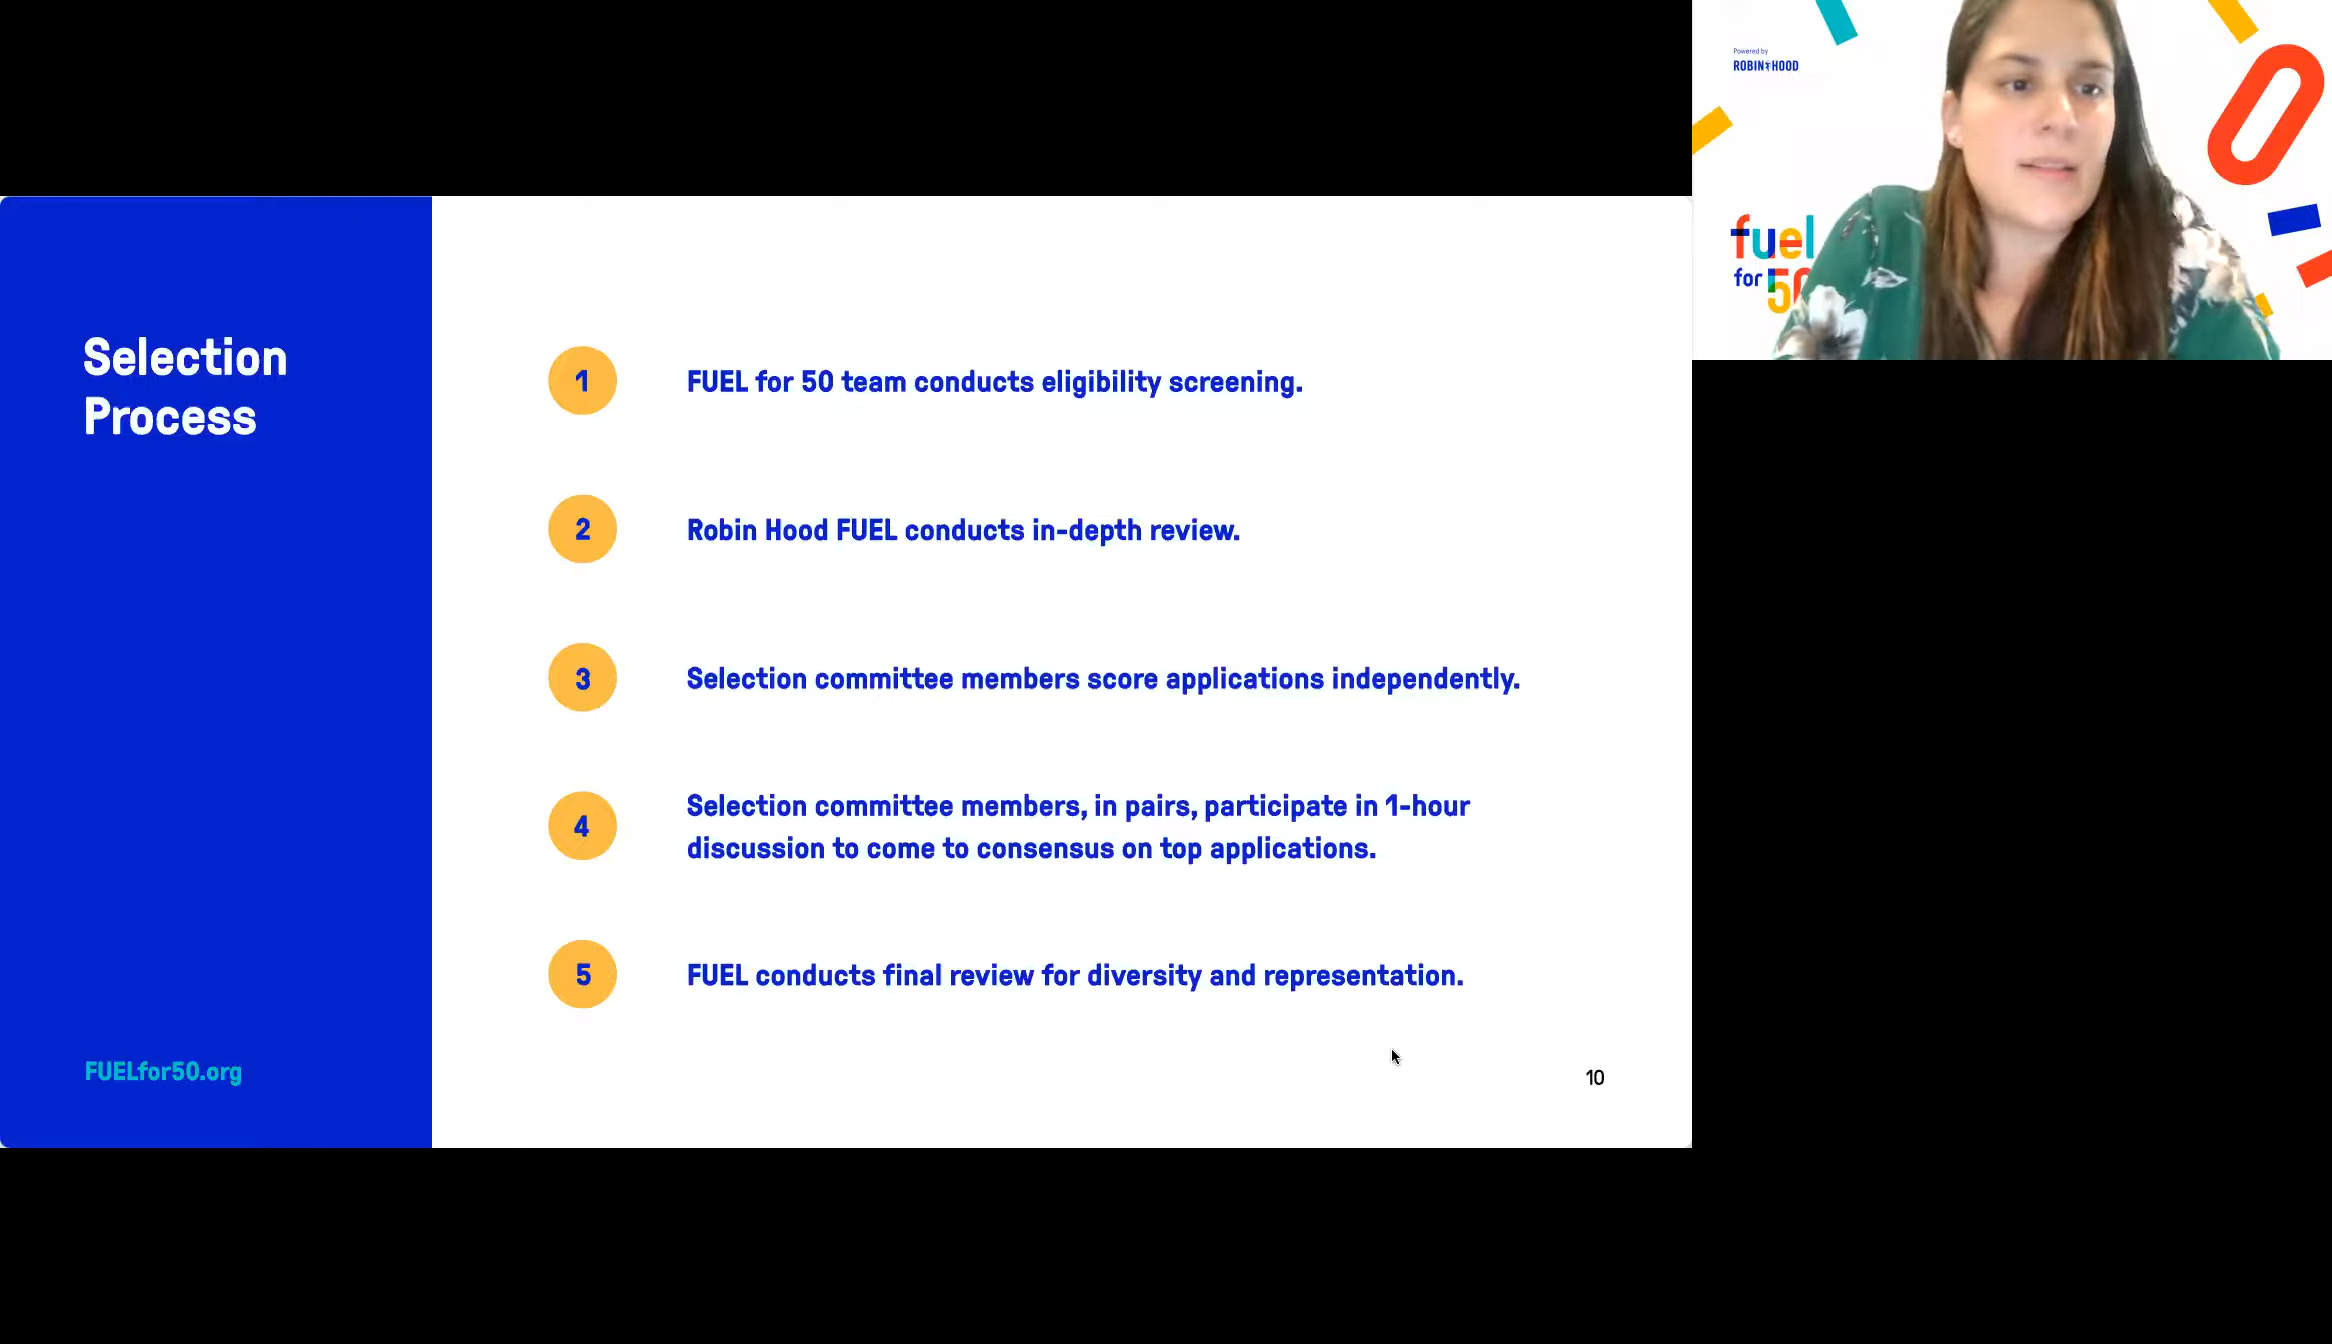 Selection
Process
FUELfor50.org
1
FUEL for 50 team conducts eligibility screening.
2
Robin Hood FUEL conducts in-depth review.
3
Selection committee members score applications independently.
4
Selection committee members, in pairs, participate in 1-hour
discussion to come to consensus on top applications.
5
FUEL conducts final review for diversity and representation.
10
Powered by
ROBIN HOOD
fuel
for 50